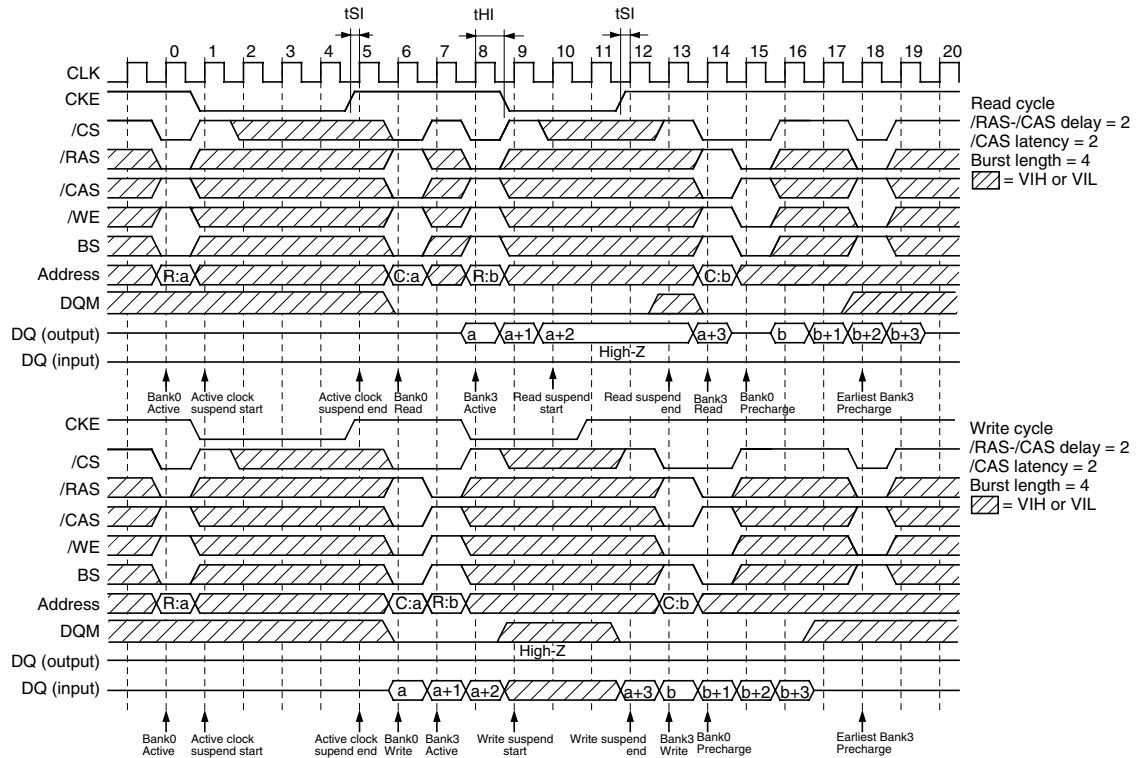 tSI tHI tSI
0 1 2 3 4 5 6 7 8 9 10 11 12 13 14 15 16 17 18 19 20
CLK
CKE
/CS
/RAS
/CAS
/WE
BS
Address R:a C:a R:b C:b
DQM
DQ (output) a a+1 a+2 a+3 b b+1 b+2 b+3
High-Z
DQ (input)
Bank0 Active
Active clock suspend start
Active clock suspend end
Bank0 Read
Bank3 Active
Read suspend start
Read suspend end
Bank3 Read
Bank0 Precharge
Earliest Bank3 Precharge
Read cycle
/RAS-/CAS delay = 2
/CAS latency = 2
Burst length = 4
= VIH or VIL
CKE
/CS
/RAS
/CAS
/WE
BS
Address R:a C:a R:b C:b
DQM
High-Z
DQ (output)
DQ (input) a a+1 a+2 a+3 b b+1 b+2 b+3
Bank0 Active
Active clock suspend start
Active clock supend end
Bank0 Write
Bank3 Active
Write suspend start
Write suspend end
Bank3 Write
Bank0 Precharge
Earliest Bank3 Precharge
Write cycle
/RAS-/CAS delay = 2
/CAS latency = 2
Burst length = 4
= VIH or VIL